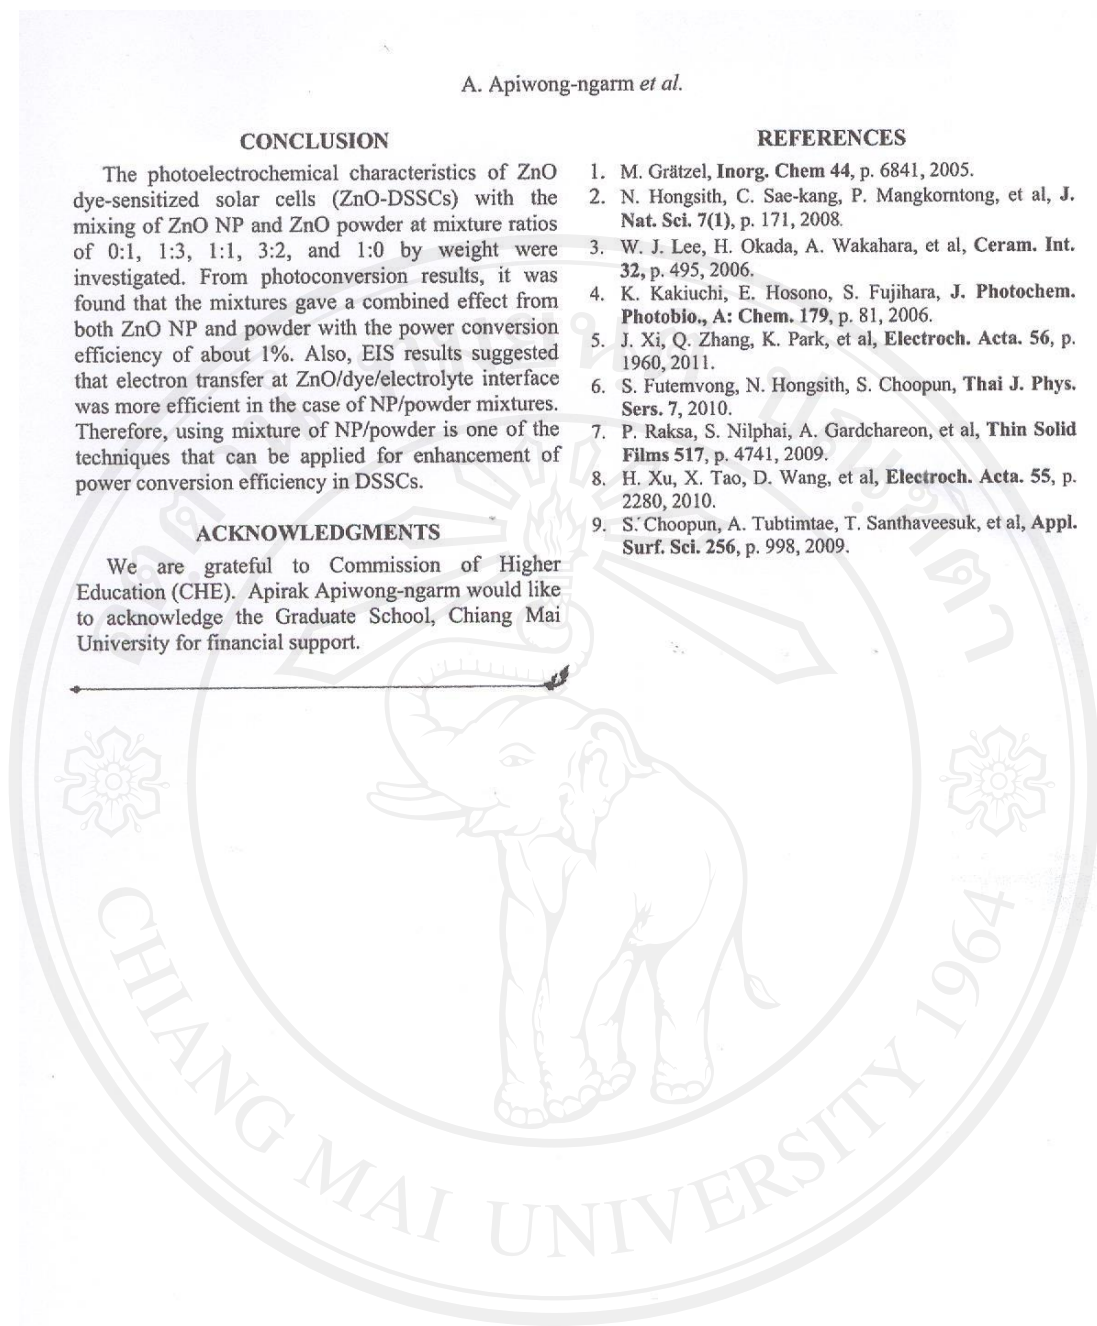 A. Apiwong-ngarm et al.
CONCLUSION
The photoelectrochemical characteristics of ZnO
dye-sensitized solar cells (ZnO-DSSCs) with the
mixing of ZnO NP and ZnO powder at mixture ratios
of 0:1, 1:3, 1:1, 3:2, and 1:0 by weight were
investigated. From photoconversion results, it was
found that the mixtures gave a combined effect from
both ZnO NP and powder with the power conversion
efficiency of about 1%. Also, EIS results suggested
that electron transfer at ZnO/dye/electrolyte interface
was more efficient in the case of NP/powder mixtures.
Therefore, using mixture of NP/powder is one of the
techniques that can be applied for enhancement of
power conversion efficiency in DSSCs.
ACKNOWLEDGMENTS
We are grateful to Commission of Higher
Education (CHE). Apirak Apiwong-ngarm would like
to acknowledge the Graduate School, Chiang Mai
University for financial support.
REFERENCES
1. M. Grätzel, Inorg. Chem 44, p. 6841, 2005.
2. N. Hongsith, C. Sae-kang, P. Mangkorntong, et al, J.
Nat. Sci. 7(1), p. 171, 2008.
3. W. J. Lee, H. Okada, A. Wakahara, et al, Ceram. Int.
32, p. 495, 2006.
4. K. Kakiuchi, E. Hosono, S. Fujihara, J. Photochem.
Photobio., A: Chem. 179, p. 81, 2006.
5. J. Xi, Q. Zhang, K. Park, et al, Electroch. Acta. 56, p.
1960, 2011.
6. S. Futemvong, N. Hongsith, S. Choopun, Thai J. Phys.
Sers. 7, 2010.
7. P. Raksa, S. Nilphai, A. Gardchareon, et al, Thin Solid
Films 517, p. 4741, 2009.
8. H. Xu, X. Tao, D. Wang, et al, Electroch. Acta. 55, p.
2280, 2010.
9. S. Choopun, A. Tubtimtae, T. Santhaveesuk, et al, Appl.
Surf. Sci. 256, p. 998, 2009.
CHIANG MAI UNIVERSITY 1964